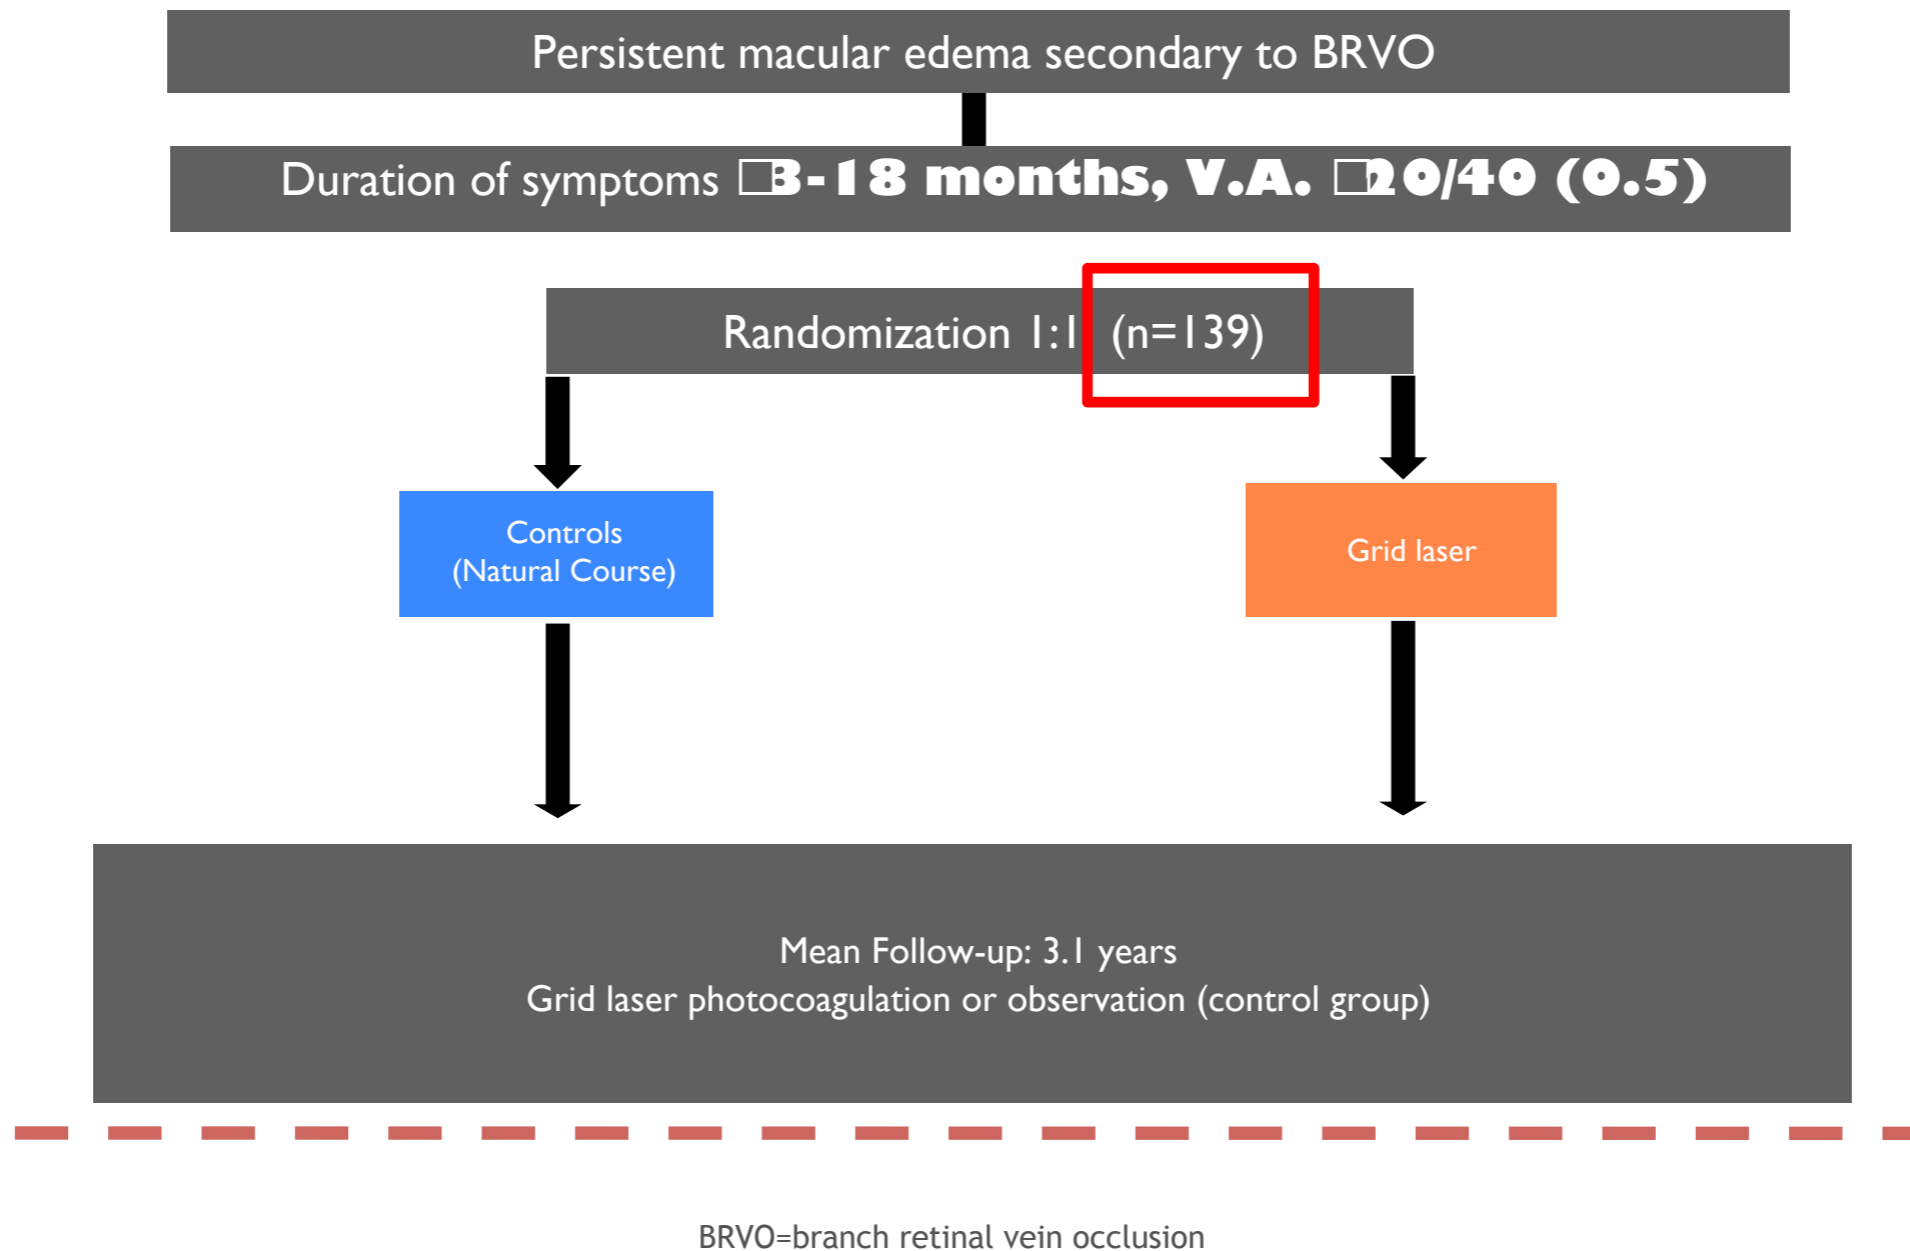 Persistent macular edema secondary to BRVO
Duration of symptoms □3-18 months, V.A. □20/40 (0.5)
Randomization 1:1 (n=139)
Controls
(Natural Course)
Grid laser
Mean Follow-up: 3.1 years
Grid laser photocoagulation or observation (control group)
BRVO=branch retinal vein occlusion